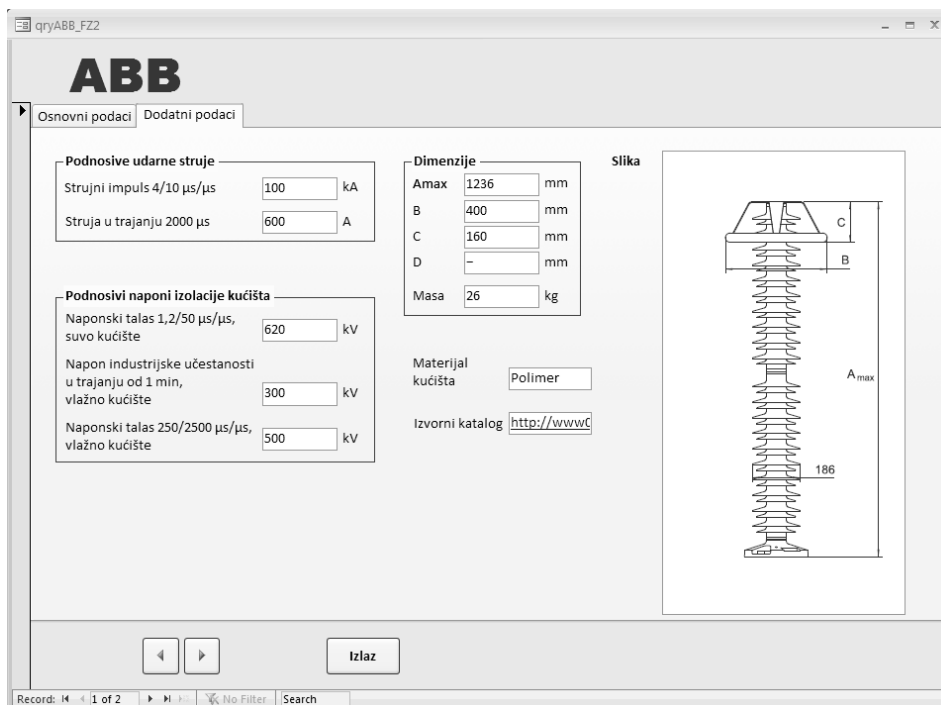 qryABB_FZ2
ABB
Osnovni podaci
Dodatni podaci
Podnosive udarne struje
Strujni impuls 4/10 µs/µs 100 kA
Struja u trajanju 2000 µs 600 A
Podnosivi naponi izolacije kućišta
Naponski talas 1,2/50 µs/µs,
suvo kućište 620 kV
Napon industrijske učestanosti
u trajanju od 1 min,
vlažno kućište 300 kV
Naponski talas 250/2500 µs/µs,
vlažno kućište 500 kV
Dimenzije
Amax 1236 mm
B 400 mm
C 160 mm
D – mm
Masa 26 kg
Materijal
kućišta Polimer
Izvorni katalog http://www0
Slika
C
B
A max
186
Izlaz
Record: 1 of 2 No Filter Search